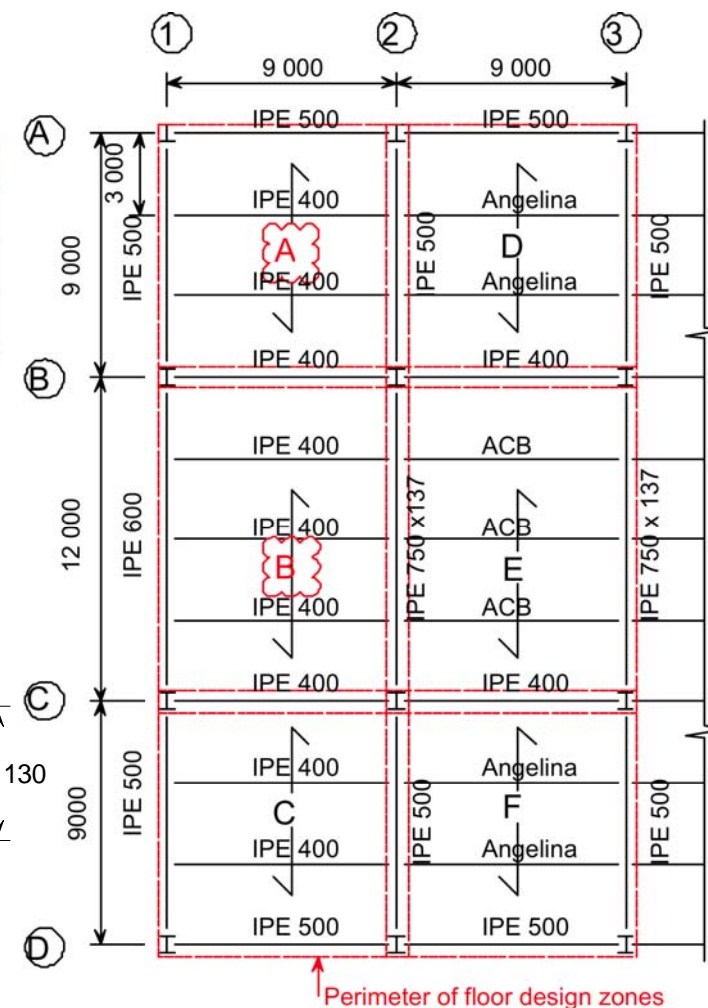 1 2 3
9 000 9 000
IPE 500 IPE 500
A
3 000
9 000
IPE 500
IPE 400 Angelina
IPE 500
IPE 500
A D
IPE 400 Angelina
IPE 400 IPE 400
B
IPE 400 ACB
12 000
IPE 600
IPE 400 ACB
IPE 750 x 137
IPE 750 x 137
B E
IPE 400 ACB
IPE 400 IPE 400
C
130
9000
IPE 500
IPE 400 Angelina
IPE 500
IPE 500
C F
IPE 400 Angelina
IPE 500 IPE 500
D
Perimeter of floor design zones